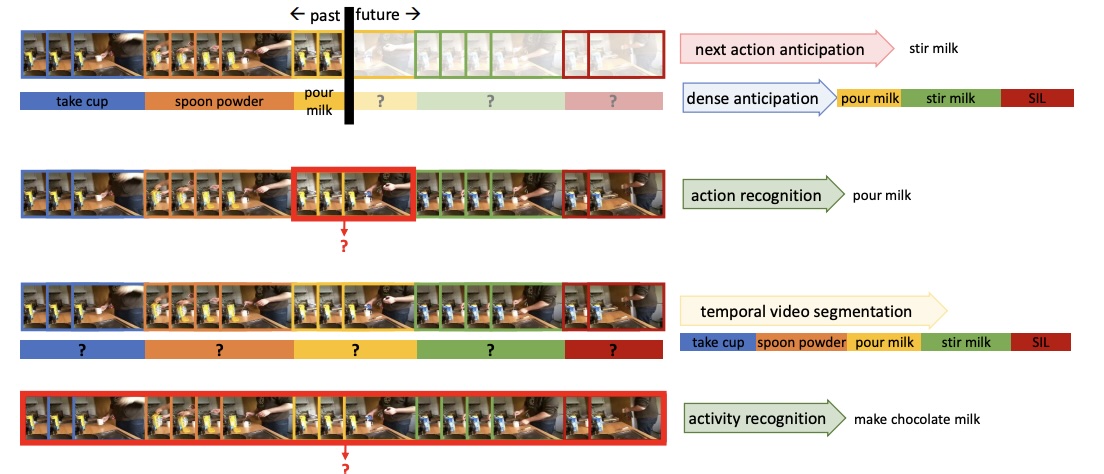 ← past future →
take cup spoon powder pour milk ? ? ?
next action anticipation stir milk
dense anticipation pour milk stir milk SIL
?
action recognition pour milk
? ? ? ? ?
temporal video segmentation
take cup spoon powder pour milk stir milk SIL
?
activity recognition make chocolate milk